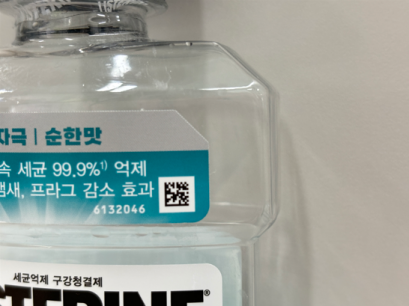 자극 | 순한맛
속 세균 99.9%¹⁾ 억제
냄새, 프라그 감소 효과
6132046
세균억제 구강청결제
STERINE®